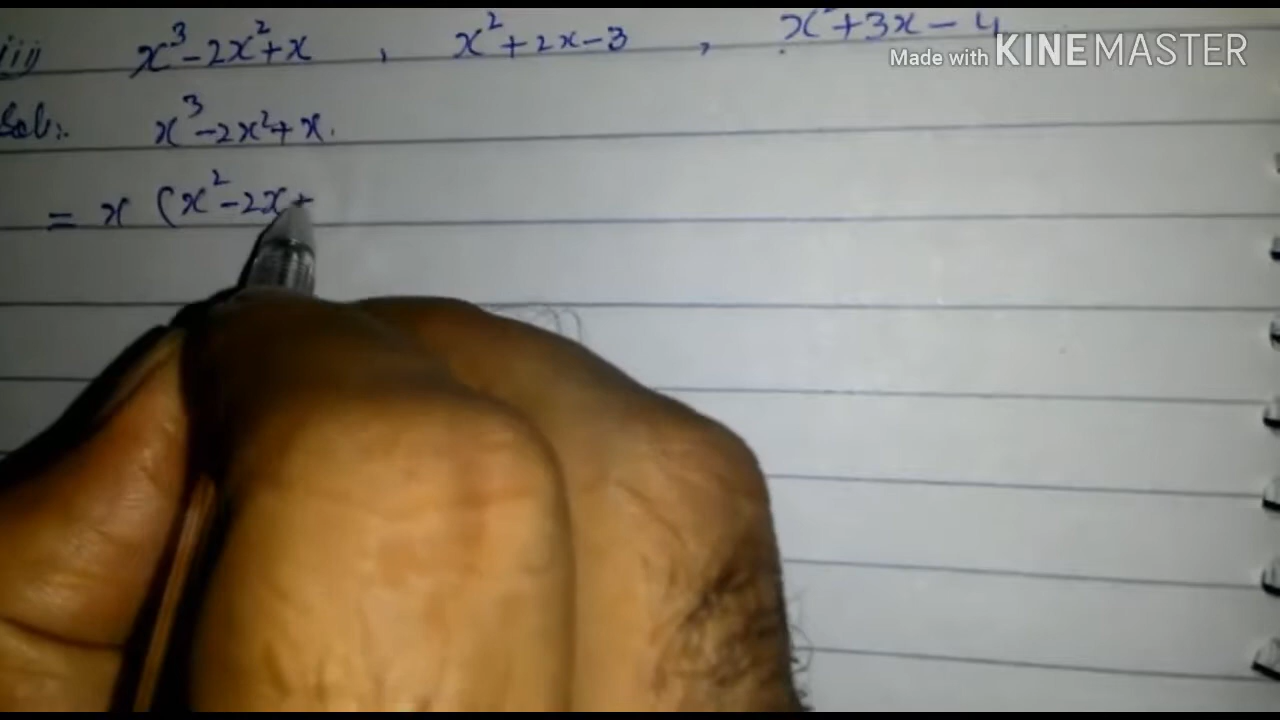 iii) x³-2x²+x , x²+2x-3 , x²+3x-4
Made with KINEMASTER
Sol:. x³-2x²+x.
= x (x²-2x+